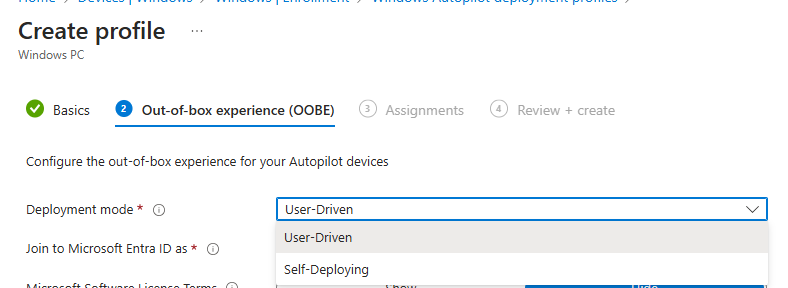 Home > Devices | Windows > Windows | Enrollment > Windows Autopilot deployment profiles >
Create profile ...
Windows PC
Basics 2 Out-of-box experience (OOBE) 3 Assignments 4 Review + create
Configure the out-of-box experience for your Autopilot devices
Deployment mode * User-Driven
User-Driven
Join to Microsoft Entra ID as *
Self-Deploying
Microsoft Software License Terms Show Hide